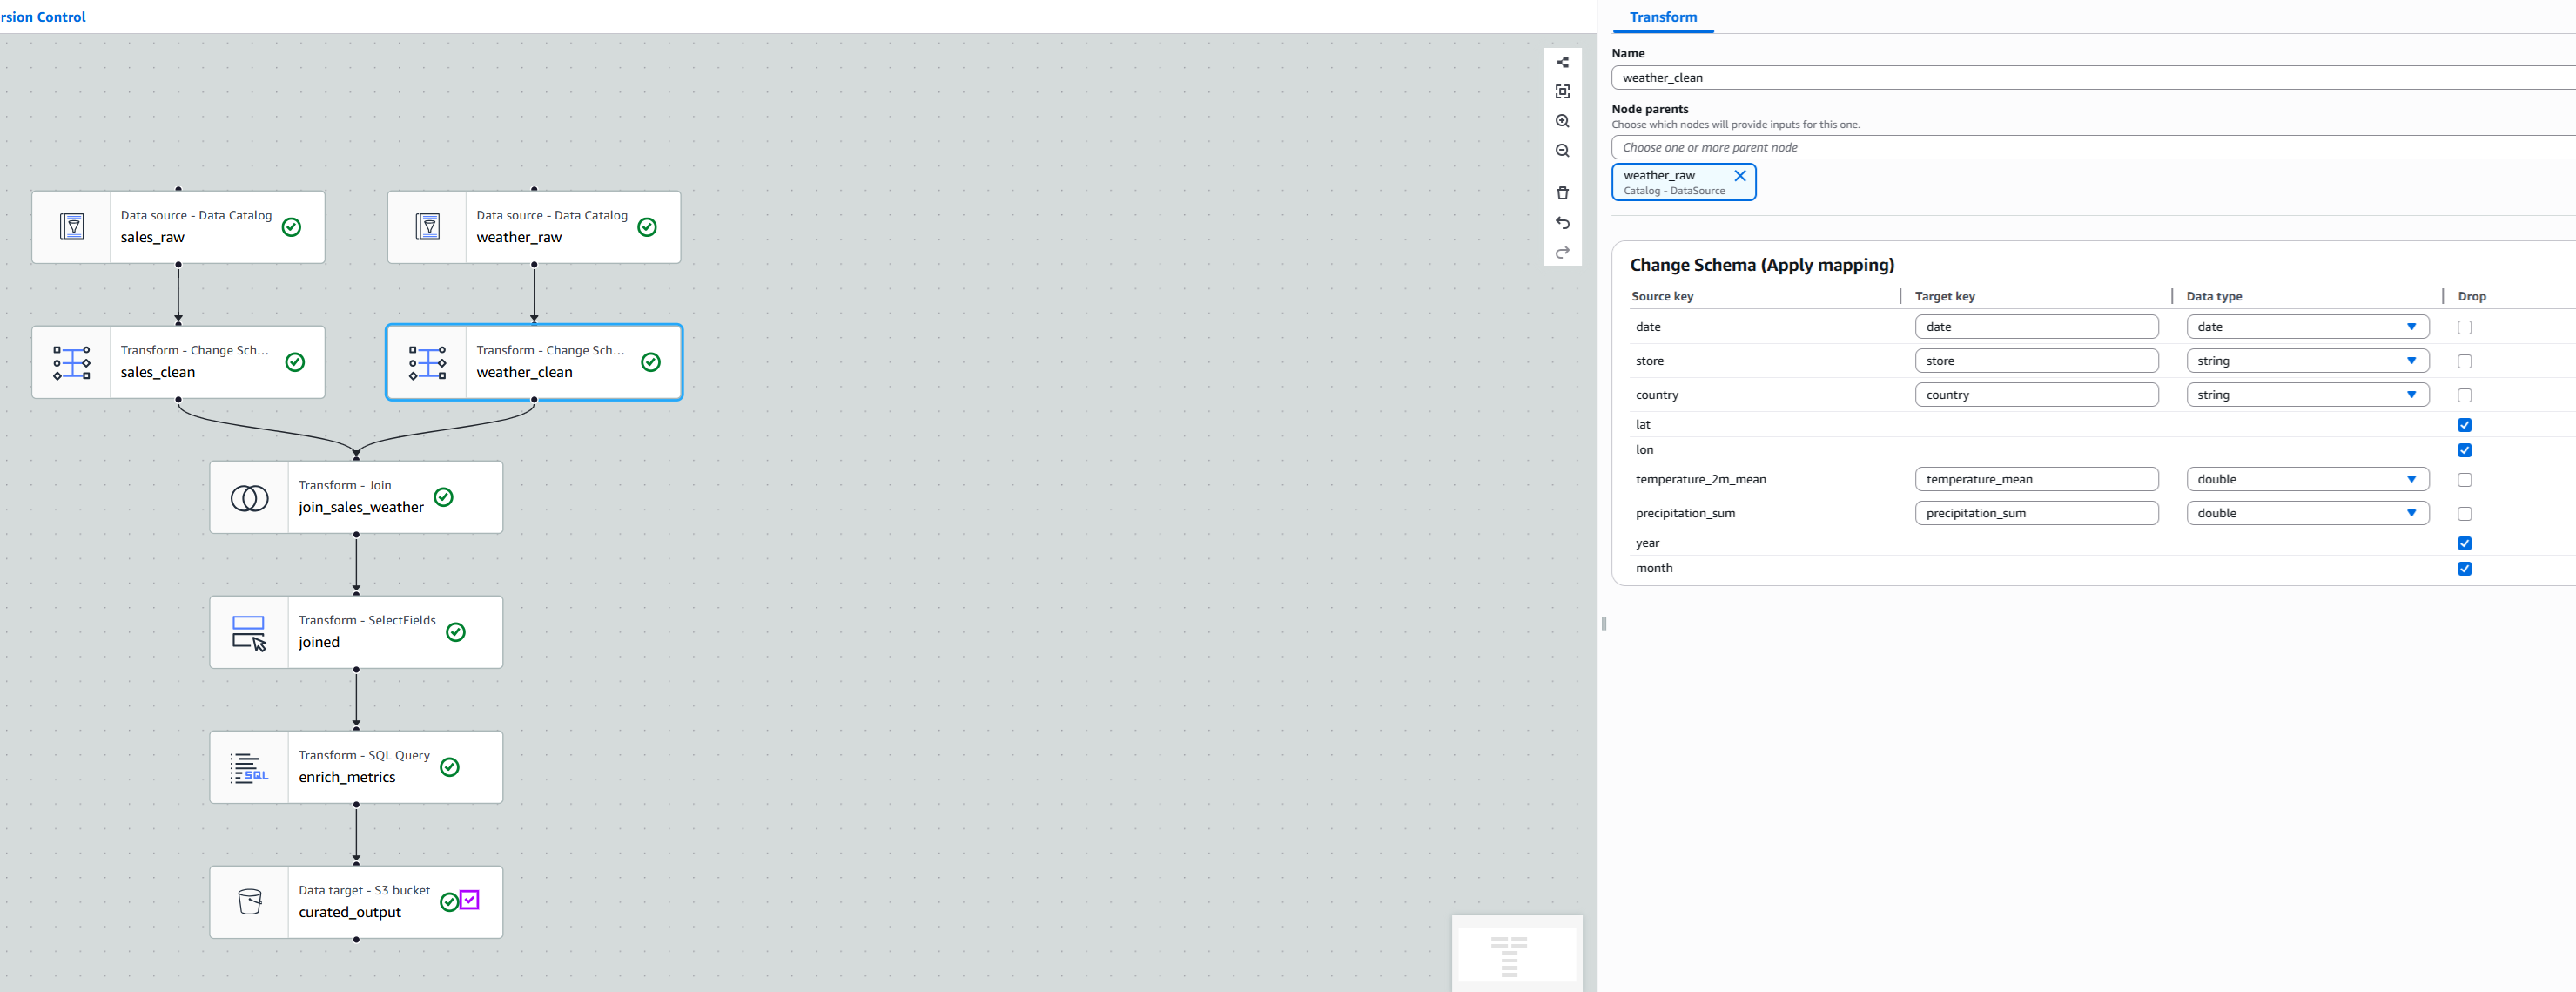 rsion Control
Data source - Data Catalog
sales_raw
Data source - Data Catalog
weather_raw
Transform - Change Sch...
sales_clean
Transform - Change Sch...
weather_clean
Transform - Join
join_sales_weather
Transform - SelectFields
joined
SQL
Transform - SQL Query
enrich_metrics
Data target - S3 bucket
curated_output
Transform
Name
weather_clean
Node parents
Choose which nodes will provide inputs for this one.
Choose one or more parent node
weather_raw
Catalog - DataSource
Change Schema (Apply mapping)
Source key Target key Data type Drop
date date date
store store string
country country string
lat
lon
temperature_2m_mean temperature_mean double
precipitation_sum precipitation_sum double
year
month